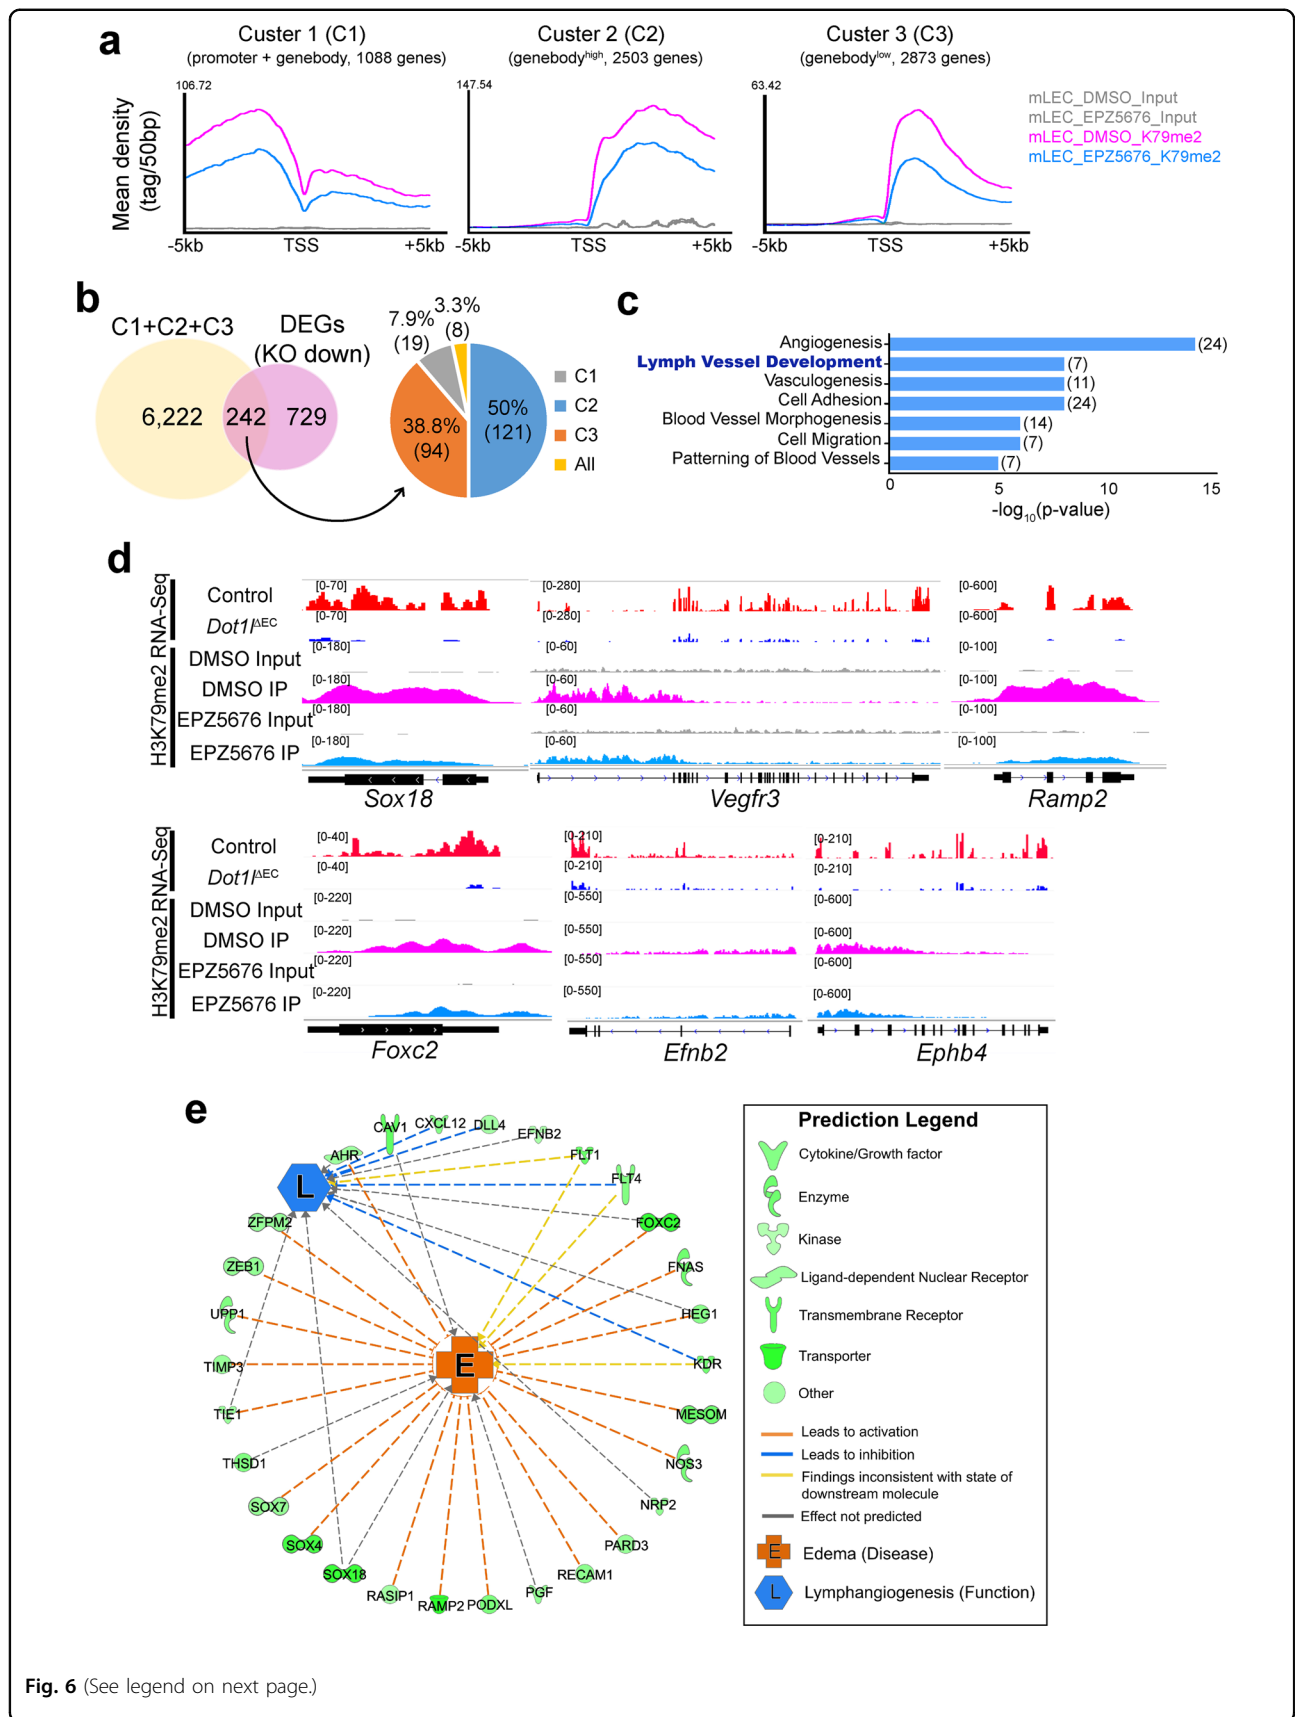 a
Custer 1 (C1)
(promoter + genebody, 1088 genes)
Custer 2 (C2)
(genebodyhigh, 2503 genes)
Custer 3 (C3)
(genebodylow, 2873 genes)
106.72
147.54
63.42
Mean density
(tag/50bp)
mLEC_DMSO_Input
mLEC_EPZ5676_Input
mLEC_DMSO_K79me2
mLEC_EPZ5676_K79me2
-5kb TSS +5kb
-5kb TSS +5kb
-5kb TSS +5kb
b
C1+C2+C3
DEGs
(KO down)
6,222 242 729
7.9%
(19)
3.3%
(8)
38.8%
(94)
50%
(121)
C1
C2
C3
All
c
Angiogenesis (24)
Lymph Vessel Development (7)
Vasculogenesis (11)
Cell Adhesion (24)
Blood Vessel Morphogenesis (14)
Cell Migration (7)
Patterning of Blood Vessels (7)
0 5 10 15
-log10(p-value)
d
H3K79me2 RNA-Seq
Control [0-70] [0-280] [0-600]
Dot1lΔEC [0-70] [0-280] [0-600]
DMSO Input [0-180] [0-60] [0-100]
DMSO IP [0-180] [0-60] [0-100]
EPZ5676 Input [0-180] [0-60] [0-100]
EPZ5676 IP [0-180] [0-60] [0-100]
Sox18 Vegfr3 Ramp2
H3K79me2 RNA-Seq
Control [0-40] [0-210] [0-210]
Dot1lΔEC [0-40] [0-210] [0-210]
DMSO Input [0-220] [0-550] [0-600]
DMSO IP [0-220] [0-550] [0-600]
EPZ5676 Input [0-220] [0-550] [0-600]
EPZ5676 IP [0-220] [0-550] [0-600]
Foxc2 Efnb2 Ephb4
e
CAV1
CXCL12
DLL4
EFNB2
AHR
FLT1
FLT4
L
ZFPM2
FOXC2
ZEB1
FNAS
UPP1
HEG1
TIMP3
E
KDR
TIE1
MESOM
THSD1
NOS3
SOX7
NRP2
SOX4
PARD3
SOX18
RECAM1
RASIP1
RAMP2
PODXL
PGF
Prediction Legend
Cytokine/Growth factor
Enzyme
Kinase
Ligand-dependent Nuclear Receptor
Transmembrane Receptor
Transporter
Other
Leads to activation
Leads to inhibition
Findings inconsistent with state of
downstream molecule
Effect not predicted
E Edema (Disease)
L Lymphangiogenesis (Function)
Fig. 6 (See legend on next page.)